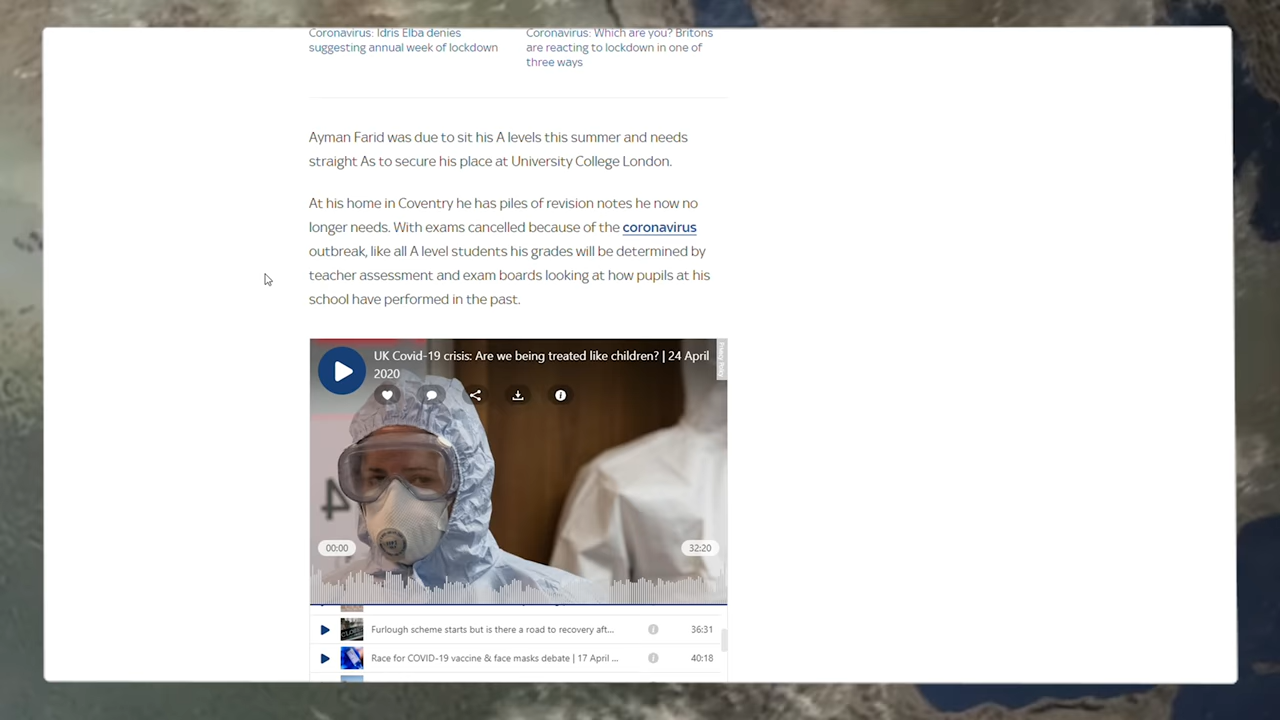 Coronavirus: Idris Elba denies
suggesting annual week of lockdown
Coronavirus: Which are you? Britons
are reacting to lockdown in one of
three ways
Ayman Farid was due to sit his A levels this summer and needs
straight As to secure his place at University College London.
At his home in Coventry he has piles of revision notes he now no
longer needs. With exams cancelled because of the coronavirus
outbreak, like all A level students his grades will be determined by
teacher assessment and exam boards looking at how pupils at his
school have performed in the past.
UK Covid-19 crisis: Are we being treated like children? | 24 April
2020
Privacy Policy
4
00:00
32:20
Furlough scheme starts but is there a road to recovery aft...
36:31
Race for COVID-19 vaccine & face masks debate | 17 April ...
40:18